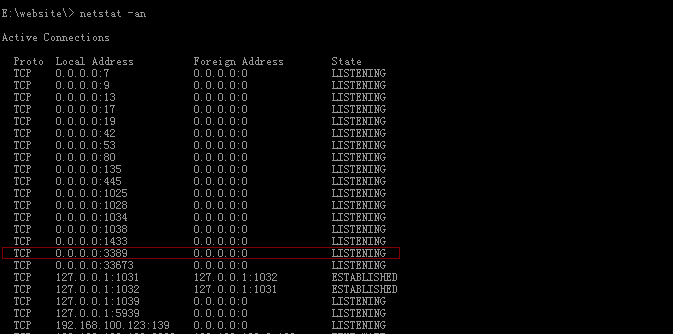 E:\website\> netstat -an
Active Connections
Proto Local Address Foreign Address State
TCP 0.0.0.0:7 0.0.0.0:0 LISTENING
TCP 0.0.0.0:9 0.0.0.0:0 LISTENING
TCP 0.0.0.0:13 0.0.0.0:0 LISTENING
TCP 0.0.0.0:17 0.0.0.0:0 LISTENING
TCP 0.0.0.0:19 0.0.0.0:0 LISTENING
TCP 0.0.0.0:42 0.0.0.0:0 LISTENING
TCP 0.0.0.0:53 0.0.0.0:0 LISTENING
TCP 0.0.0.0:80 0.0.0.0:0 LISTENING
TCP 0.0.0.0:135 0.0.0.0:0 LISTENING
TCP 0.0.0.0:445 0.0.0.0:0 LISTENING
TCP 0.0.0.0:1025 0.0.0.0:0 LISTENING
TCP 0.0.0.0:1028 0.0.0.0:0 LISTENING
TCP 0.0.0.0:1034 0.0.0.0:0 LISTENING
TCP 0.0.0.0:1038 0.0.0.0:0 LISTENING
TCP 0.0.0.0:1433 0.0.0.0:0 LISTENING
TCP 0.0.0.0:3389 0.0.0.0:0 LISTENING
TCP 0.0.0.0:33673 0.0.0.0:0 LISTENING
TCP 127.0.0.1:1031 127.0.0.1:1032 ESTABLISHED
TCP 127.0.0.1:1032 127.0.0.1:1031 ESTABLISHED
TCP 127.0.0.1:1039 0.0.0.0:0 LISTENING
TCP 127.0.0.1:5939 0.0.0.0:0 LISTENING
TCP 192.168.100.123:139 0.0.0.0:0 LISTENING